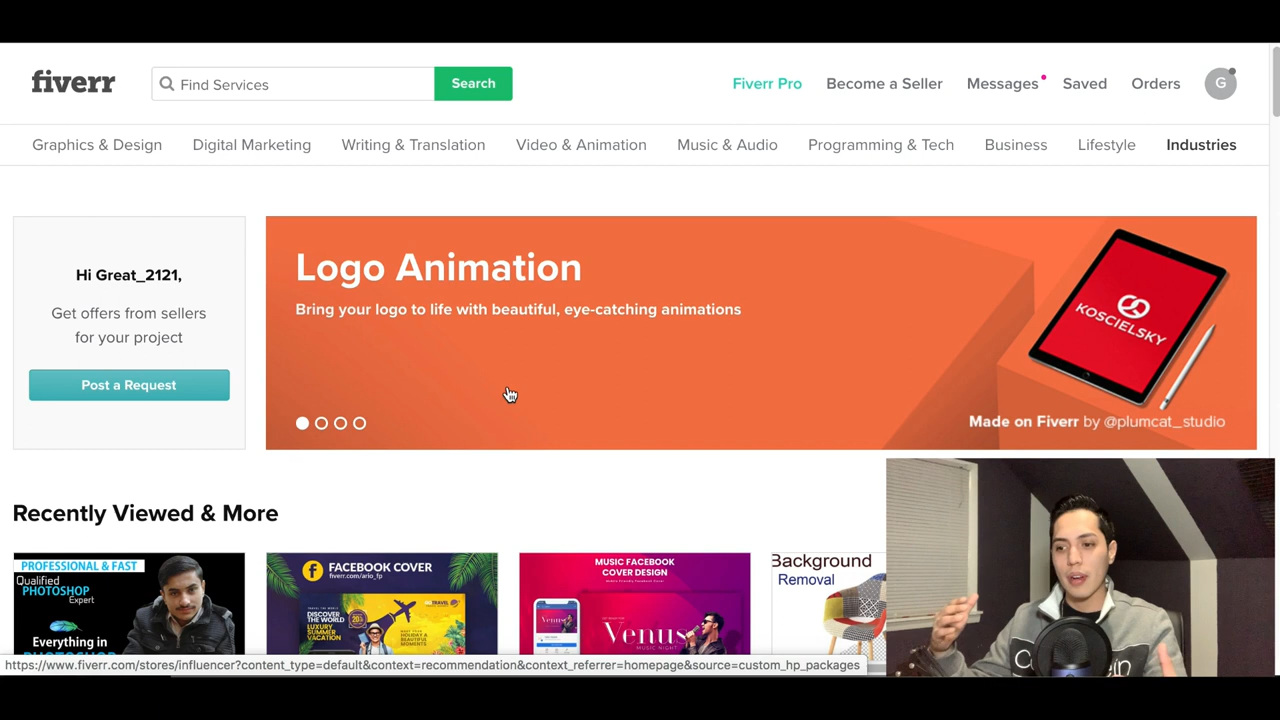 fiverr
Find Services
Search
Fiverr Pro
Become a Seller
Messages
Saved
Orders
G
Graphics & Design
Digital Marketing
Writing & Translation
Video & Animation
Music & Audio
Programming & Tech
Business
Lifestyle
Industries
Hi Great_2121,
Get offers from sellers
for your project
Post a Request
Logo Animation
Bring your logo to life with beautiful, eye-catching animations
KOSCIELSKY
Made on Fiverr by @plumcat_studio
Recently Viewed & More
PROFESSIONAL & FAST
Qualified
PHOTOSHOP
Expert
Everything in
f FACEBOOK COVER
fiverr.com/ario_fp
DISCOVER
THE WORLD
LUXURY
SUMMER
VACATION
MUSIC FACEBOOK
COVER DESIGN
Venus
MUSIC NIGHT
Background
Removal
https://www.fiverr.com/stores/influencer?content_type=default&context=recommendation&context_referrer=homepage&source=custom_hp_packages